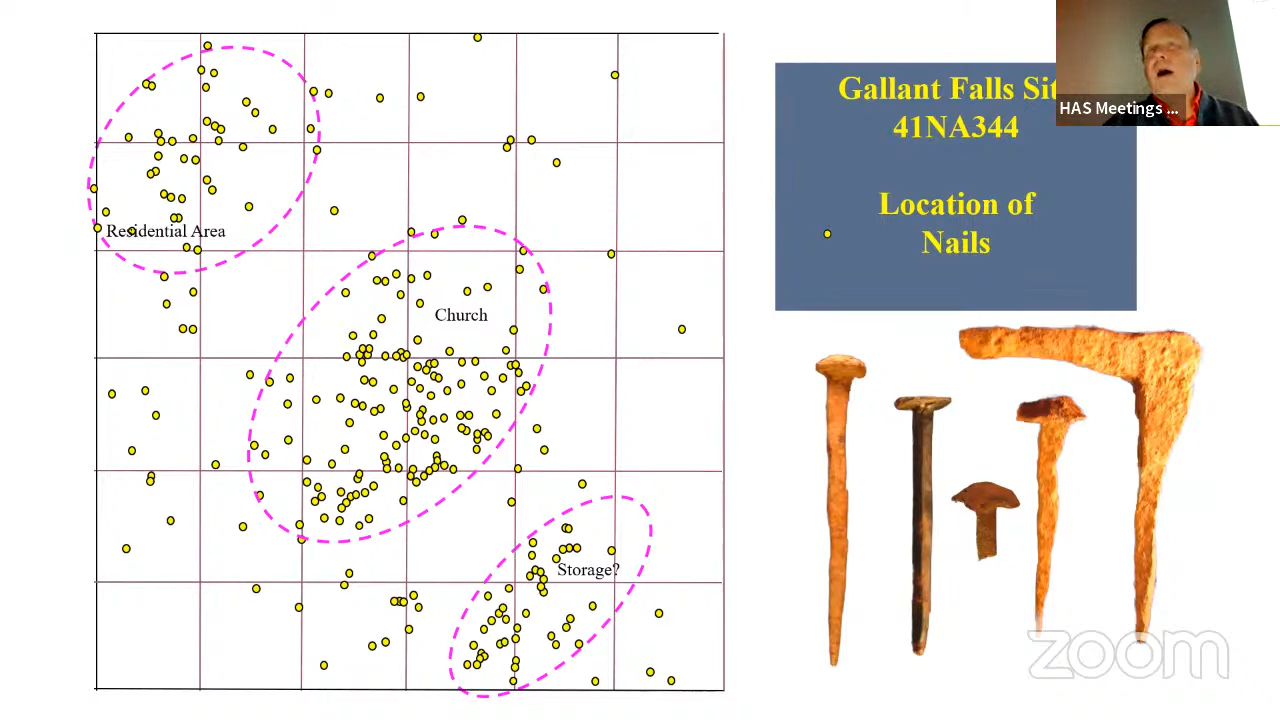 Gallant Falls Sit
41NA344
Location of
Nails
HAS Meetings ...
Residential Area
Church
Storage?
zoom